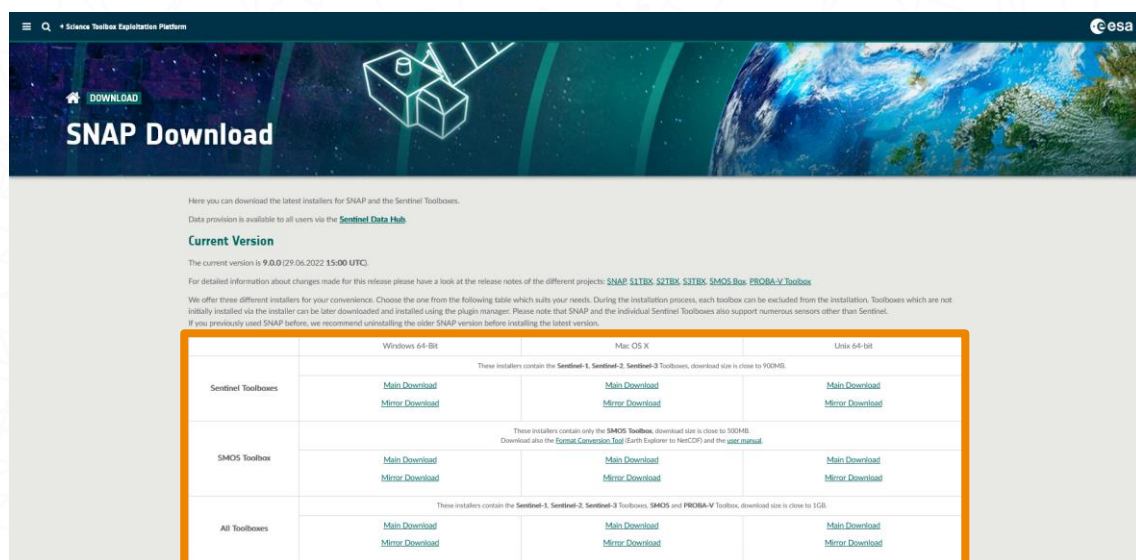 + Science Toolbox Exploitation Platform
esa
DOWNLOAD
SNAP Download
Here you can download the latest installers for SNAP and the Sentinel Toolboxes.
Data provision is available to all users via the Sentinel Data Hub.
Current Version
The current version is 9.0.0 (29.06.2022 15:00 UTC).
For detailed information about changes made for this release please have a look at the release notes of the different projects: SNAP, S1TBX, S2TBX, S3TBX, SMOS Box, PROBA-V Toolbox
We offer three different installers for your convenience. Choose the one from the following table which suits your needs. During the installation process, each toolbox can be excluded from the installation. Toolboxes which are not
initially installed via the installer can be later downloaded and installed using the plugin manager. Please note that SNAP and the individual Sentinel Toolboxes also support numerous sensors other than Sentinel.
If you previously used SNAP before, we recommend uninstalling the older SNAP version before installing the latest version.
Windows 64-Bit Mac OS X Unix 64-bit
These installers contain the Sentinel-1, Sentinel-2, Sentinel-3 Toolboxes, download size is close to 900MB.
Sentinel Toolboxes
Main Download Main Download Main Download
Mirror Download Mirror Download Mirror Download
These installers contain only the SMOS Toolbox, download size is close to 500MB.
Download also the Format Conversion Tool (Earth Explorer to NetCDF) and the user manual.
SMOS Toolbox
Main Download Main Download Main Download
Mirror Download Mirror Download Mirror Download
These installers contain the Sentinel-1, Sentinel-2, Sentinel-3 Toolboxes, SMOS and PROBA-V Toolbox, download size is close to 1GB.
All Toolboxes
Main Download Main Download Main Download
Mirror Download Mirror Download Mirror Download